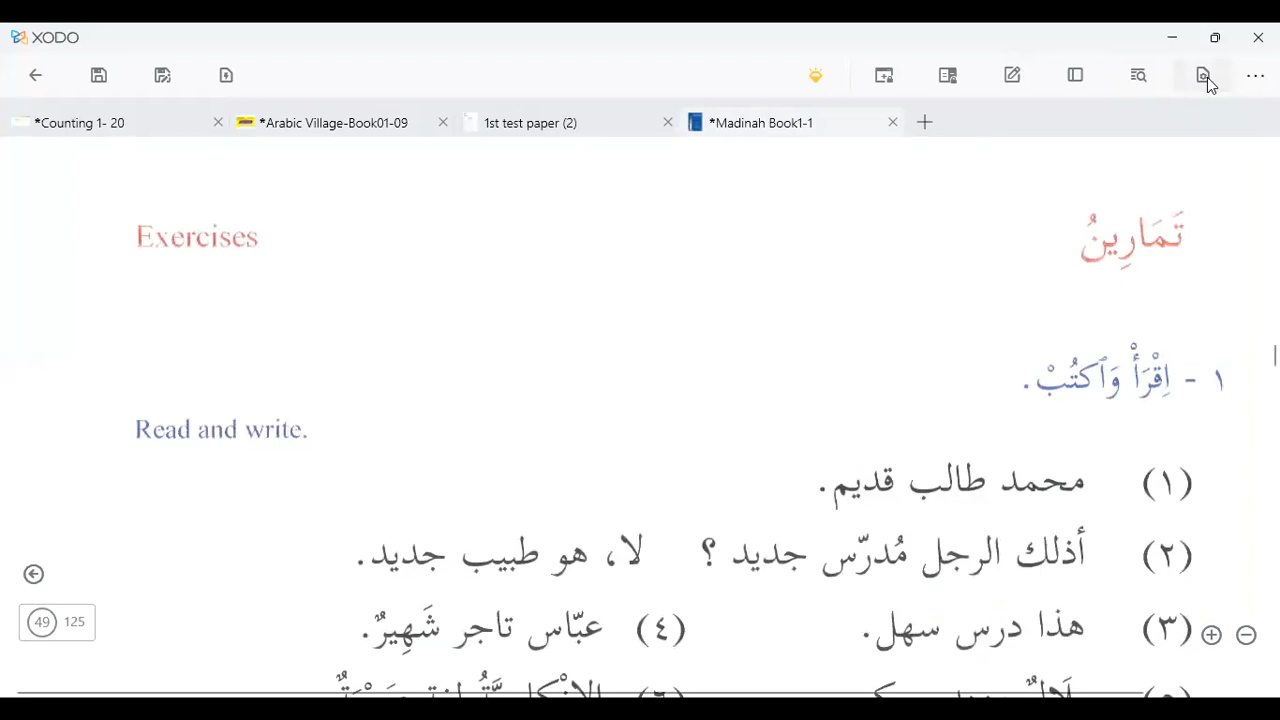 XODO
*Counting 1- 20
*Arabic Village-Book01-09
1st test paper (2)
*Madinah Book1-1
Exercises
تَمَارِينُ
١ - اِقْرَأْ وَٱكتُبْ.
Read and write.
(١) محمد طالب قديم.
(٢) أذلك الرجل مُدرّس جديد ؟ لا، هو طبيب جديد.
(٣) هذا درس سهل. (٤) عبّاس تاجر شَهِيرٌ.
49 125